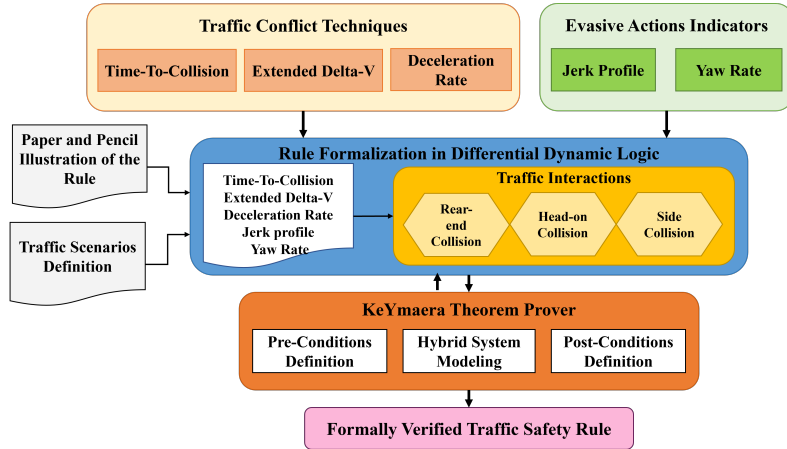 Traffic Conflict Techniques
Time-To-Collision
Extended Delta-V
Deceleration
Rate
Evasive Actions Indicators
Jerk Profile
Yaw Rate
Paper and Pencil
Illustration of the
Rule
Traffic Scenarios
Definition
Rule Formalization in Differential Dynamic Logic
Time-To-Collision
Extended Delta-V
Deceleration Rate
Jerk profile
Yaw Rate
Traffic Interactions
Rear-
end
Collision
Head-on
Collision
Side
Collision
KeYmaera Theorem Prover
Pre-Conditions
Definition
Hybrid System
Modeling
Post-Conditions
Definition
Formally Verified Traffic Safety Rule